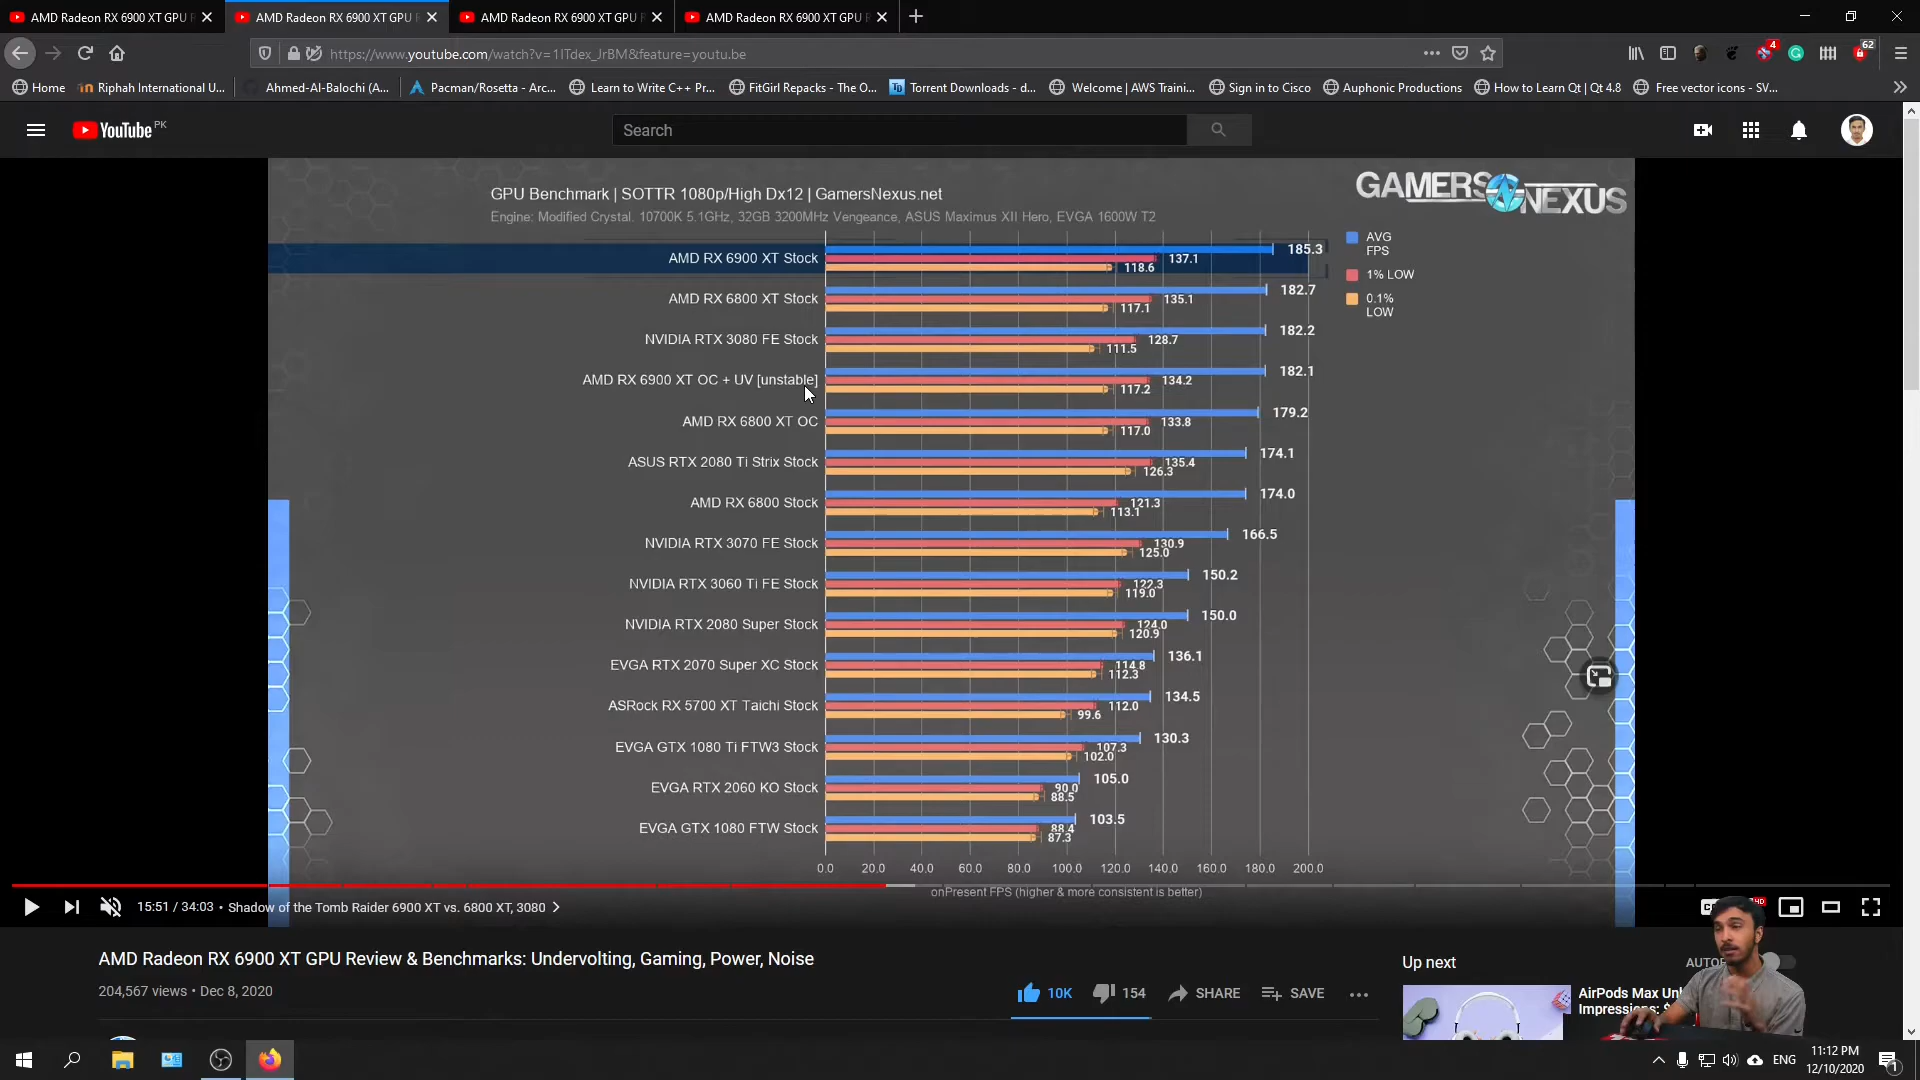 AMD Radeon RX 6900 XT GPU
AMD Radeon RX 6900 XT GPU
AMD Radeon RX 6900 XT GPU
AMD Radeon RX 6900 XT GPU
https://www.youtube.com/watch?v=1ITdex_JrBM&feature=youtu.be
4
62
Home
Riphah International U...
Ahmed-Al-Balochi (A...
Pacman/Rosetta - Arc...
Learn to Write C++ Pr...
FitGirl Repacks - The O...
Torrent Downloads - d...
Welcome | AWS Traini...
Sign in to Cisco
Auphonic Productions
How to Learn Qt | Qt 4.8
Free vector icons - SV...
YouTube PK
Search
GPU Benchmark | SOTTR 1080p/High Dx12 | GamersNexus.net
Engine: Modified Crystal. 10700K 5.1GHz, 32GB 3200MHz Vengeance, ASUS Maximus XII Hero, EVGA 1600W T2
GAMERS NEXUS
AVG
FPS
1% LOW
0.1%
LOW
AMD RX 6900 XT Stock 185.3
137.1
118.6
AMD RX 6800 XT Stock 182.7
135.1
117.1
NVIDIA RTX 3080 FE Stock 182.2
128.7
111.5
AMD RX 6900 XT OC + UV [unstable] 182.1
134.2
117.2
AMD RX 6800 XT OC 179.2
133.8
117.0
ASUS RTX 2080 Ti Strix Stock 174.1
135.4
126.3
AMD RX 6800 Stock 174.0
121.3
113.1
NVIDIA RTX 3070 FE Stock 166.5
130.9
125.0
NVIDIA RTX 3060 Ti FE Stock 150.2
122.3
119.0
NVIDIA RTX 2080 Super Stock 150.0
124.0
120.9
EVGA RTX 2070 Super XC Stock 136.1
114.8
112.3
ASRock RX 5700 XT Taichi Stock 134.5
112.0
99.6
EVGA GTX 1080 Ti FTW3 Stock 130.3
107.3
102.0
EVGA RTX 2060 KO Stock 105.0
90.0
88.5
EVGA GTX 1080 FTW Stock 103.5
88.4
87.3
0.0 20.0 40.0 60.0 80.0 100.0 120.0 140.0 160.0 180.0 200.0
onPresent FPS (higher & more consistent is better)
15:51 / 34:03 • Shadow of the Tomb Raider 6900 XT vs. 6800 XT, 3080
HD
AMD Radeon RX 6900 XT GPU Review & Benchmarks: Undervolting, Gaming, Power, Noise
204,567 views • Dec 8, 2020
10K
154
SHARE
SAVE
Up next
AirPods Max
Impressions:
ENG
11:12 PM
12/10/2020
1